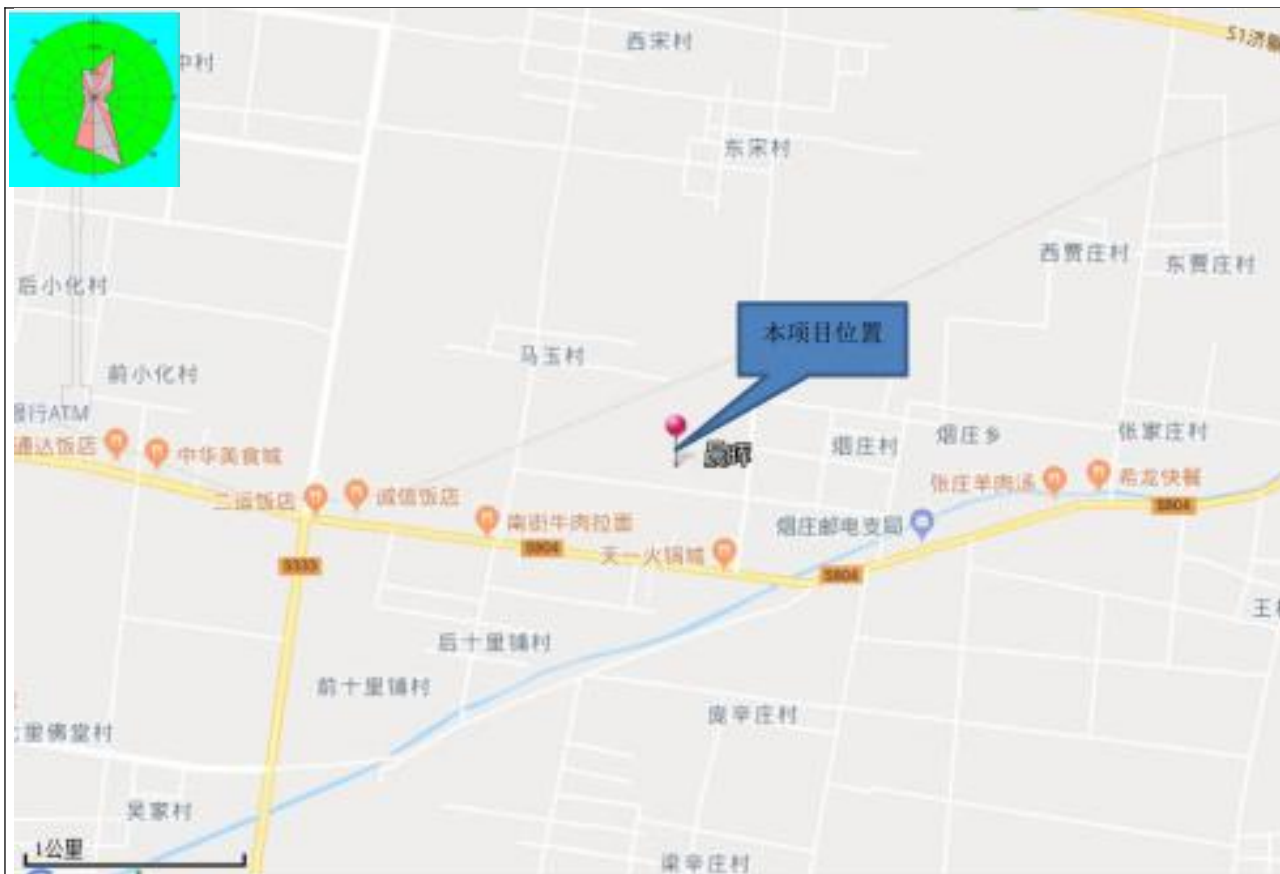 西宋村
S1济聊
中村
东宋村
西贾庄村
东贾庄村
后小化村
本项目位置
马玉村
前小化村
银行ATM
烟庄村
烟庄乡
张家庄村
通达饭店
中华美食城
张庄羊肉汤
希龙快餐
二运饭店
诚信饭店
S804
南街牛肉拉面
烟庄邮电支局
S804
天一火锅城
S333
S804
后十里铺村
前十里铺村
庞辛庄村
七里佛堂村
吴家村
1公里
梁辛庄村